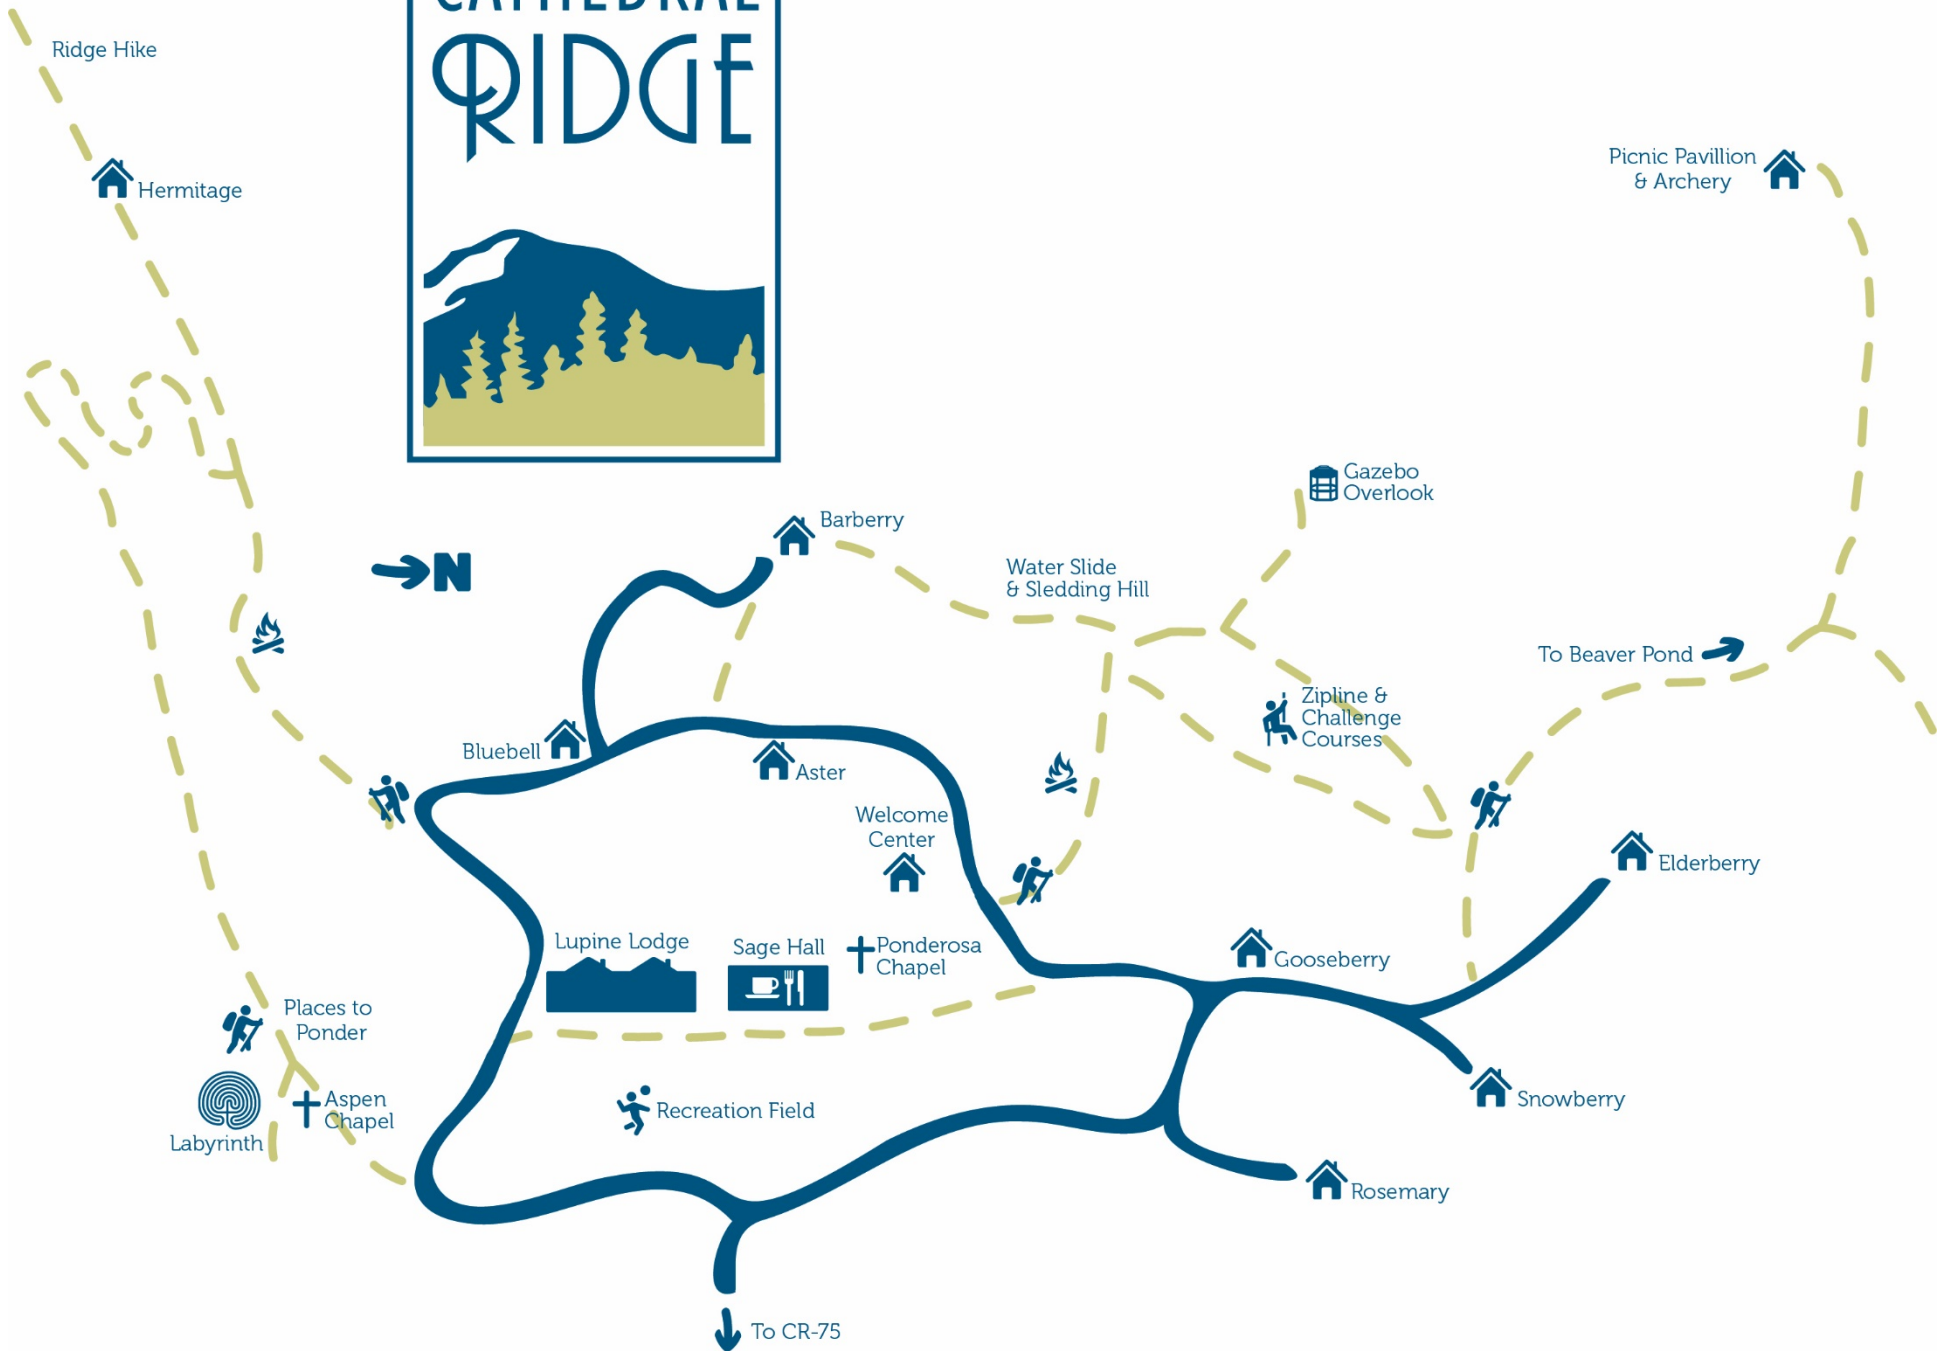 CATHEDRAL
RIDGE
Ridge Hike
Hermitage
Picnic Pavillion
& Archery
Gazebo
Overlook
Barberry
N
Water Slide
& Sledding Hill
To Beaver Pond
Zipline &
Challenge
Courses
Bluebell
Aster
Welcome
Center
Elderberry
Lupine Lodge
Sage Hall
Ponderosa
Chapel
Gooseberry
Places to
Ponder
Aspen
Chapel
Labyrinth
Recreation Field
Snowberry
Rosemary
To CR-75